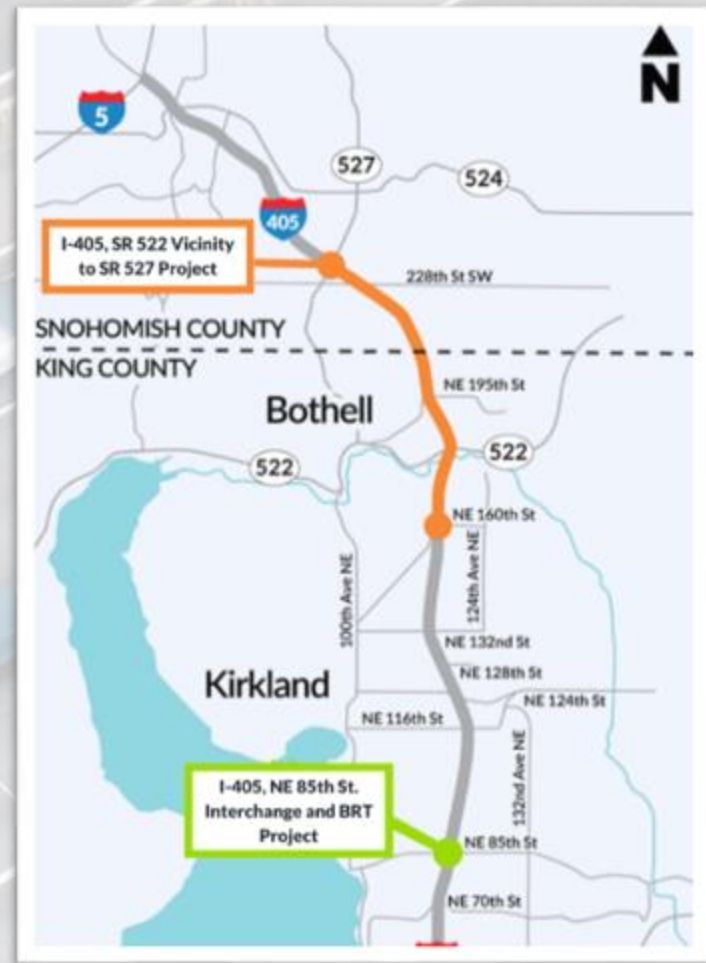 N
5
527
524
405
I-405, SR 522 Vicinity
to SR 527 Project
228th St SW
SNOHOMISH COUNTY
KING COUNTY
NE 195th St
Bothell
522
522
NE 160th St
124th Ave NE
100th Ave NE
NE 132nd St
NE 128th St
Kirkland
NE 124th St
NE 116th St
132nd Ave NE
I-405, NE 85th St.
Interchange and BRT
Project
NE 85th St
NE 70th St